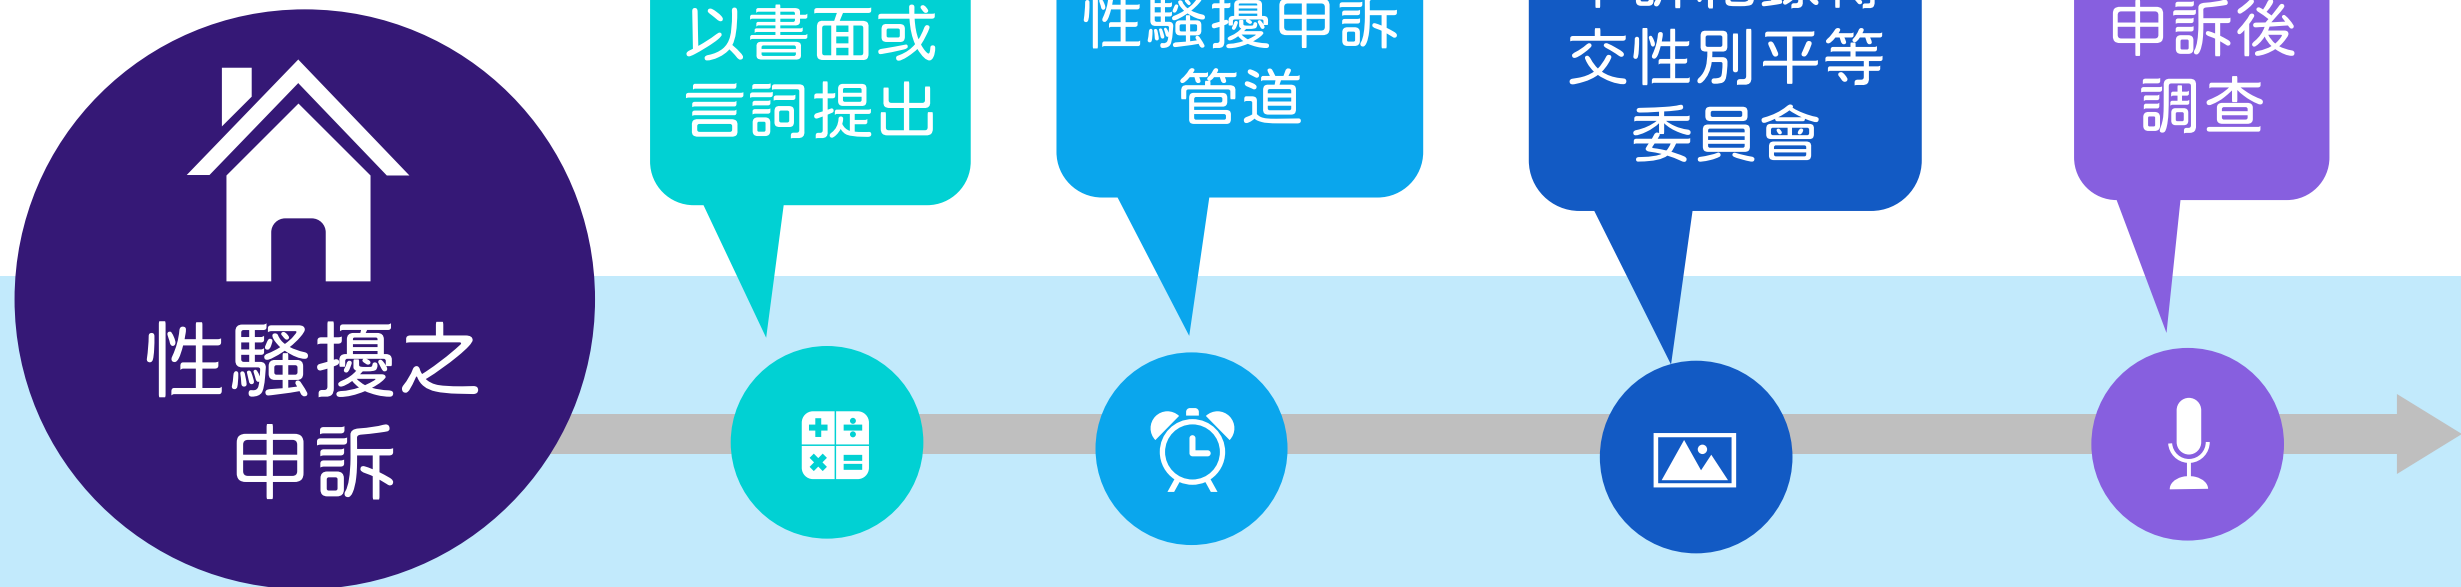 性騷擾之
申訴
以書面或
言詞提出
性騷擾申訴
管道
交性別平等
委員會
申訴後
調查